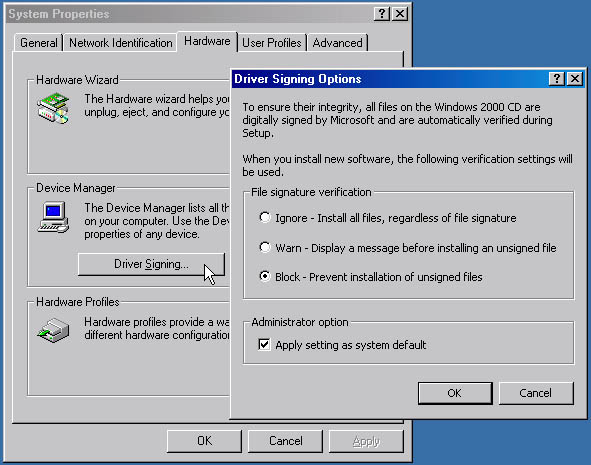 System Properties
General
Network Identification
Hardware
User Profiles
Advanced
Hardware Wizard
The Hardware wizard helps you
unplug, eject, and configure
Device Manager
The Device Manager lists all
on your computer. Use the
properties of any device.
Driver Signing...
Hardware Profiles
Hardware profiles provide a
different hardware
OK
Cancel
Apply
Driver Signing Options
To ensure their integrity, all files on the Windows 2000 CD are
digitally signed by Microsoft and are automatically verified during
Setup.
When you install new software, the following verification settings will
be used.
File signature verification
Ignore - Install all files, regardless of file signature
Warn - Display a message before installing an unsigned file
Block - Prevent installation of unsigned files
Administrator option
Apply setting as system default
OK
Cancel